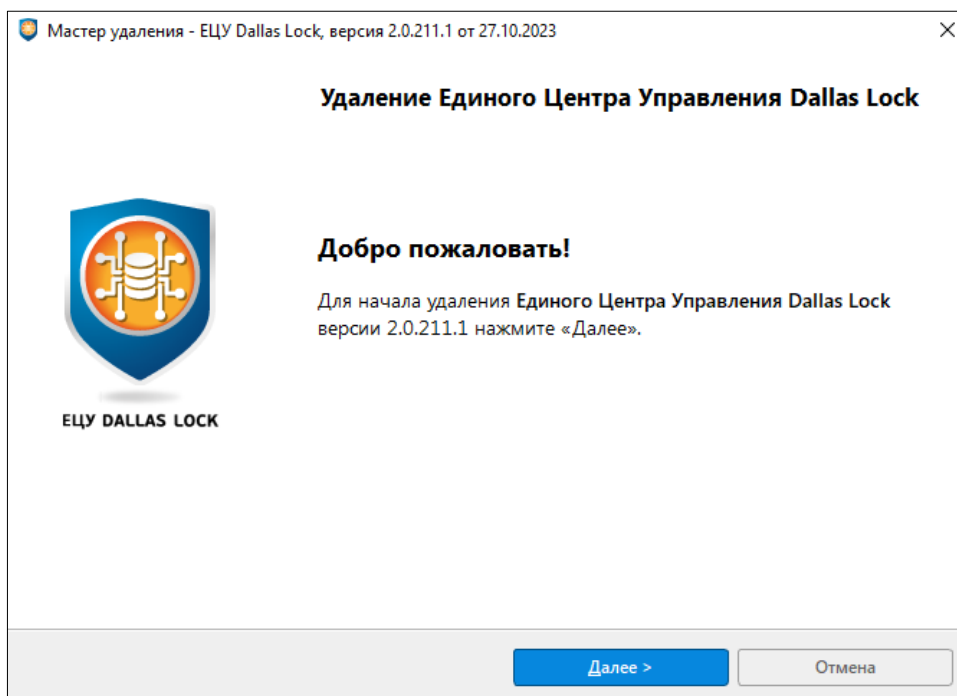 Мастер удаления - ЕЦУ Dallas Lock, версия 2.0.211.1 от 27.10.2023
Удаление Единого Центра Управления Dallas Lock
Добро пожаловать!
Для начала удаления Единого Центра Управления Dallas Lock
версии 2.0.211.1 нажмите «Далее».
ЕЦУ DALLAS LOCK
Далее >
Отмена